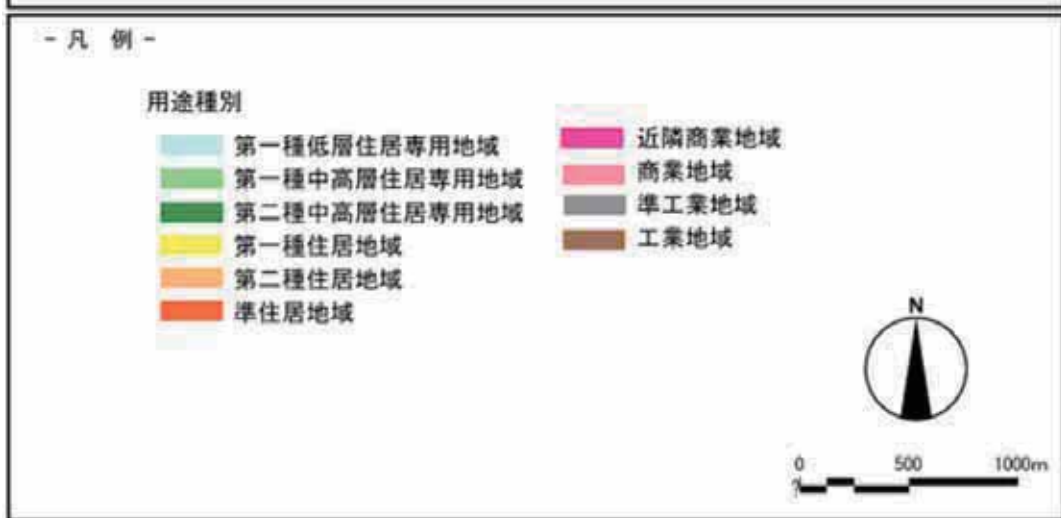 - 凡 例 -
用途種別
第一種低層住居専用地域
第一種中高層住居専用地域
第二種中高層住居専用地域
第一種住居地域
第二種住居地域
準住居地域
近隣商業地域
商業地域
準工業地域
工業地域
N
0 500 1000m
?